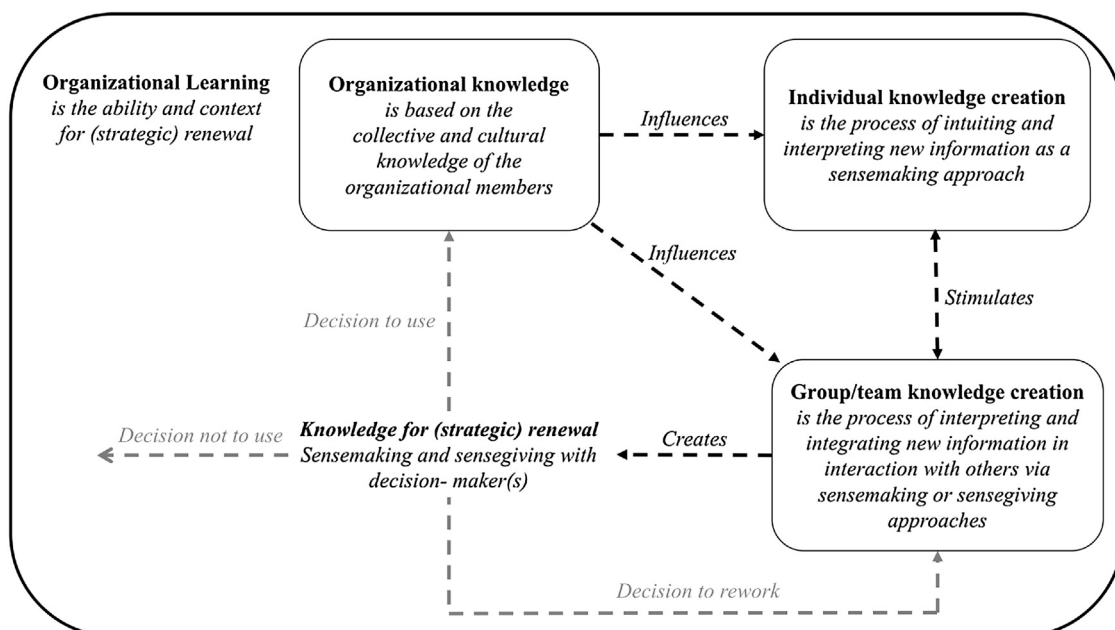 Organizational Learning
is the ability and context
for (strategic) renewal
Organizational knowledge
is based on the
collective and cultural
knowledge of the
organizational members
Influences
Individual knowledge creation
is the process of intuiting and
interpreting new information as a
sensemaking approach
Influences
Stimulates
Decision to use
Group/team knowledge creation
is the process of interpreting and
integrating new information in
interaction with others via
sensemaking or sensegiving
approaches
Creates
Knowledge for (strategic) renewal
Sensemaking and sensegiving with
decision- maker(s)
Decision not to use
Decision to rework